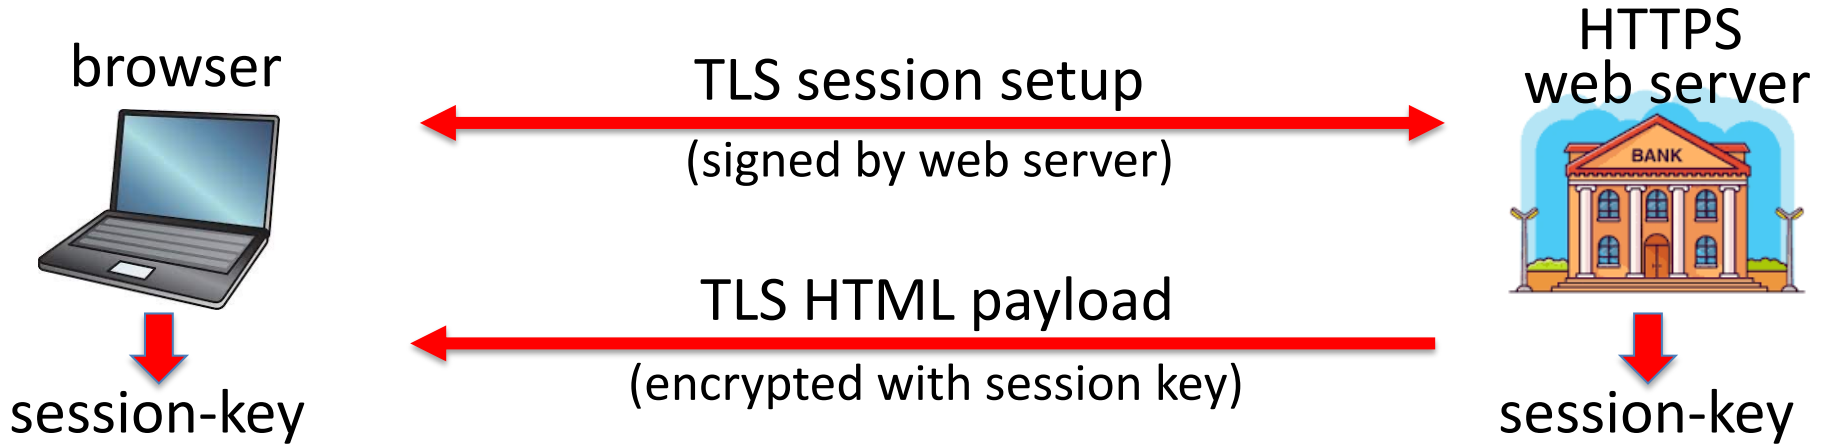 browser
TLS session setup
(signed by web server)
HTTPS
web server
BANK
TLS HTML payload
(encrypted with session key)
session-key
session-key